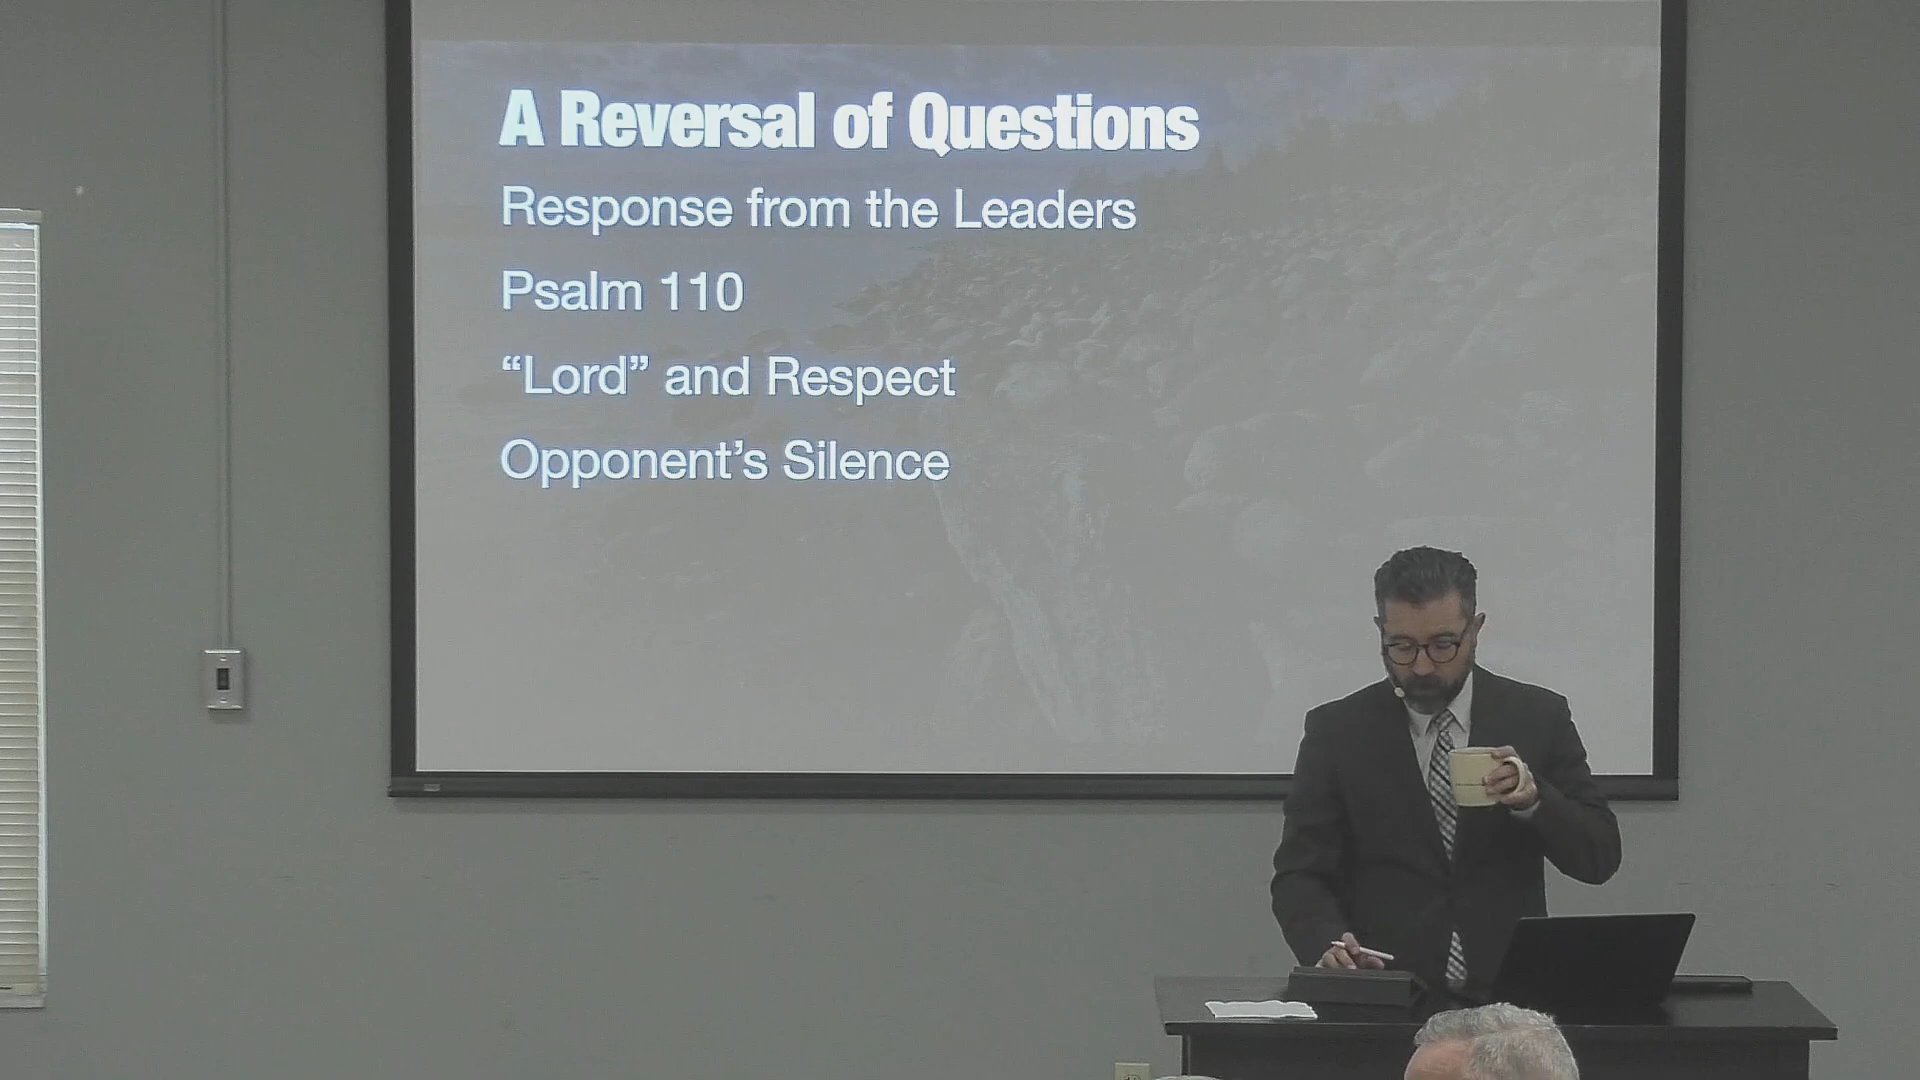 A Reversal of Questions
Response from the Leaders
Psalm 110
“Lord” and Respect
Opponent’s Silence